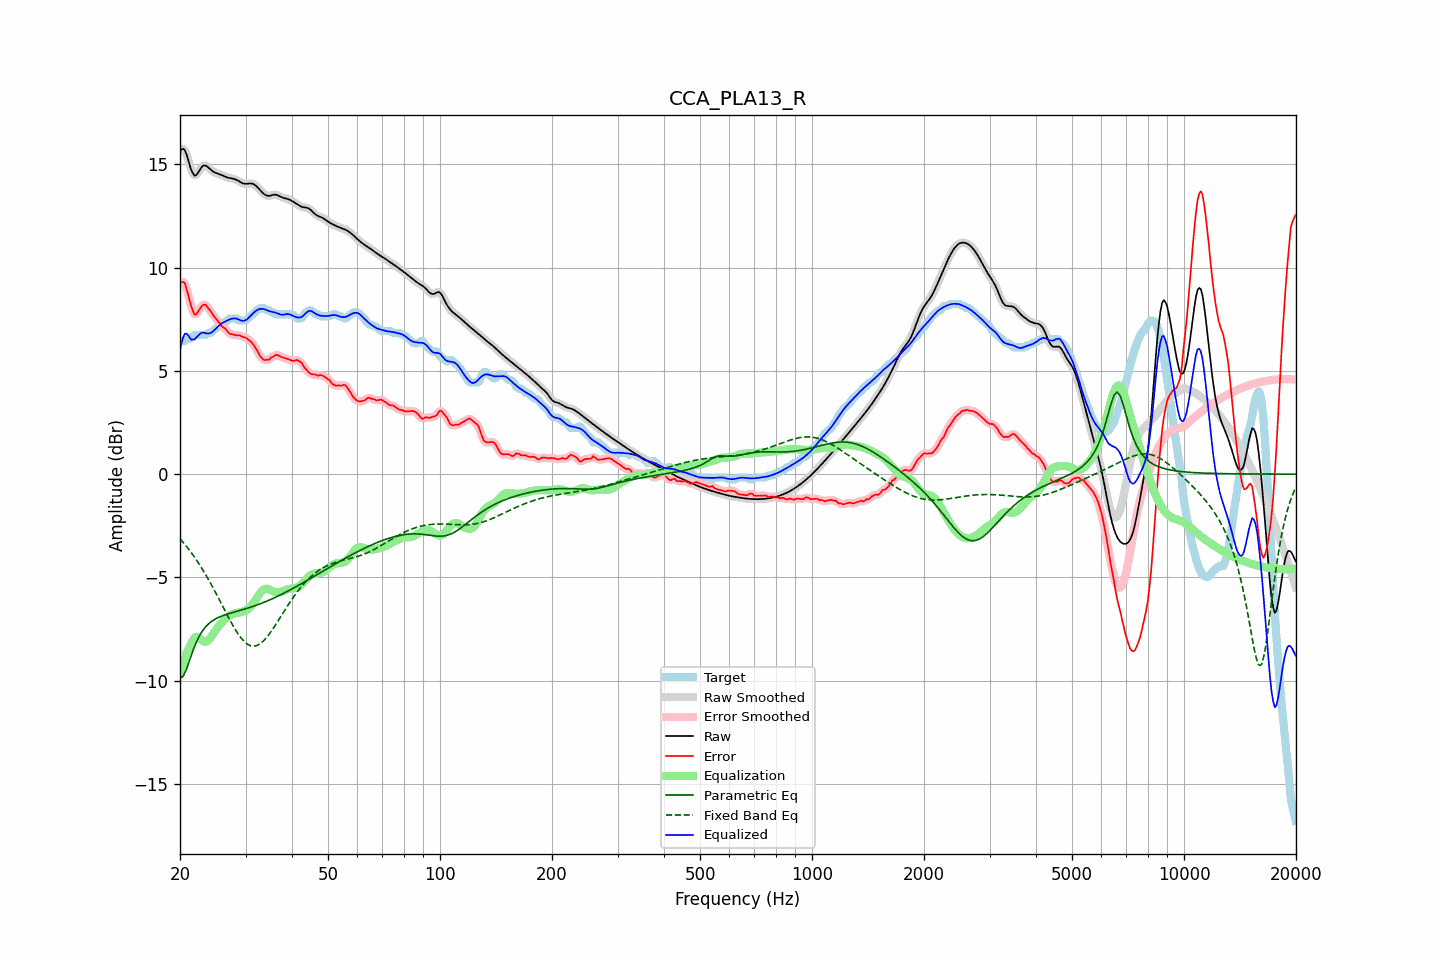 CCA_PLA13_R
Amplitude (dBr)
15
10
5
0
−5
−10
−15
20
50
100
200
500
1000
2000
5000
10000
20000
Frequency (Hz)
Target
Raw Smoothed
Error Smoothed
Raw
Error
Equalization
Parametric Eq
Fixed Band Eq
Equalized